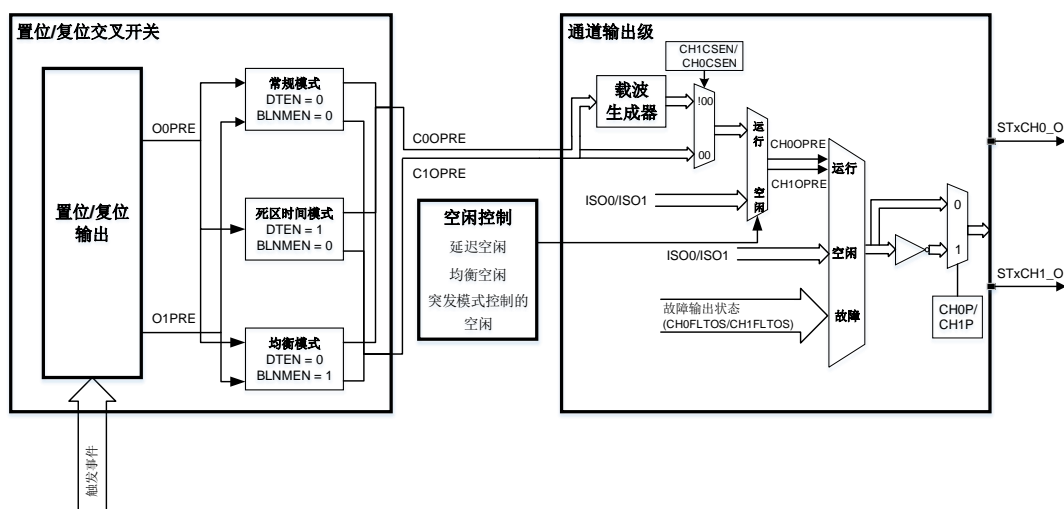 置位/复位交叉开关
置位/复位
输出
O0PRE
O1PRE
触发事件
常规模式
DTEN = 0
BLNMEN = 0
死区时间模式
DTEN = 1
BLNMEN = 0
均衡模式
DTEN = 0
BLNMEN = 1
C0OPRE
C1OPRE
空闲控制
延迟空闲
均衡空闲
突发模式控制的
空闲
通道输出级
CH1CSEN/
CH0CSEN
载波
生成器
!00
00
运行
空闲
ISO0/ISO1
CH0OPRE
CH1OPRE
ISO0/ISO1
运行
空闲
故障
故障输出状态
(CH0FLTOS/CH1FLTOS)
0
1
CH0P/
CH1P
STxCH0_O
STxCH1_O